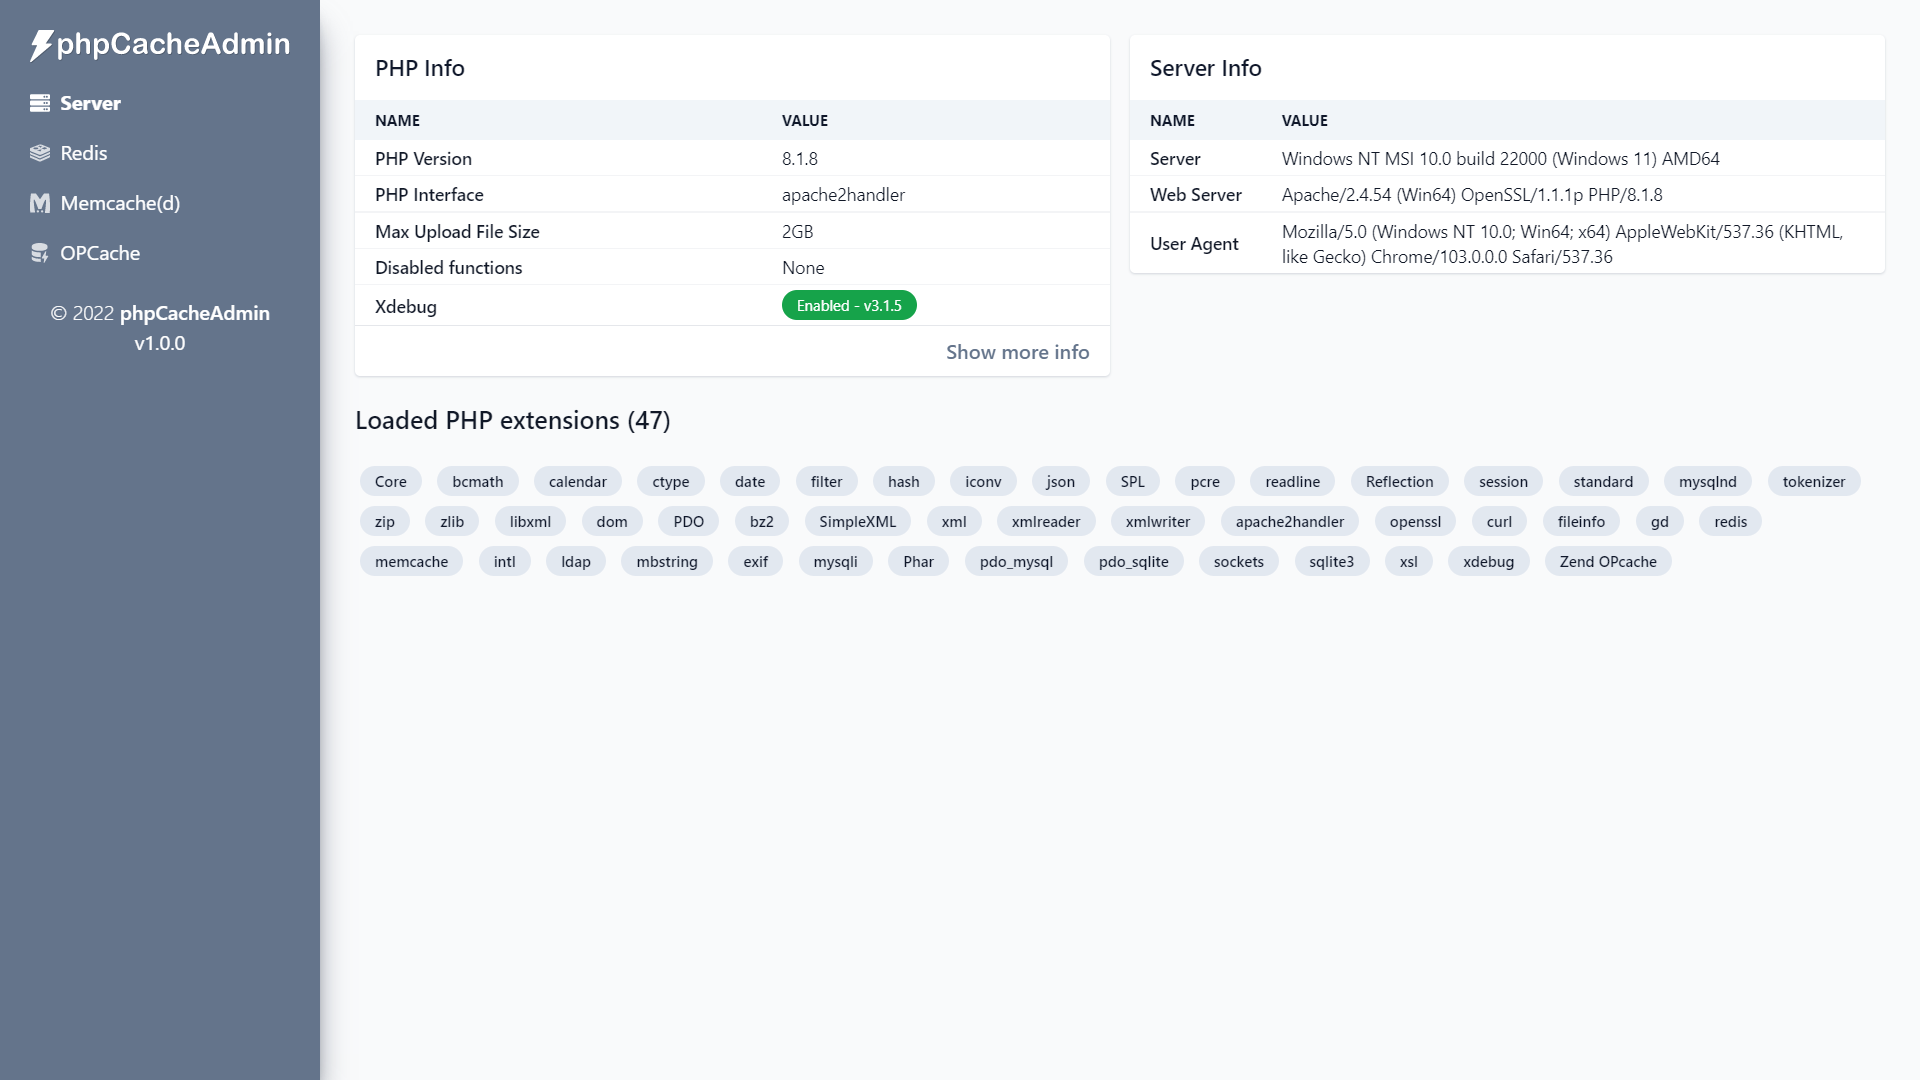 phpCacheAdmin
Server
Redis
Memcache(d)
OPCache
© 2022 phpCacheAdmin
v1.0.0
PHP Info
NAME VALUE
PHP Version 8.1.8
PHP Interface apache2handler
Max Upload File Size 2GB
Disabled functions None
Xdebug Enabled - v3.1.5
Show more info
Server Info
NAME VALUE
Server Windows NT MSI 10.0 build 22000 (Windows 11) AMD64
Web Server Apache/2.4.54 (Win64) OpenSSL/1.1.1p PHP/8.1.8
User Agent Mozilla/5.0 (Windows NT 10.0; Win64; x64) AppleWebKit/537.36 (KHTML,
like Gecko) Chrome/103.0.0.0 Safari/537.36
Loaded PHP extensions (47)
Core bcmath calendar ctype date filter hash iconv json SPL pcre readline Reflection session standard mysqlnd tokenizer
zip zlib libxml dom PDO bz2 SimpleXML xml xmlreader xmlwriter apache2handler openssl curl fileinfo gd redis
memcache intl ldap mbstring exif mysqli Phar pdo_mysql pdo_sqlite sockets sqlite3 xsl xdebug Zend OPcache